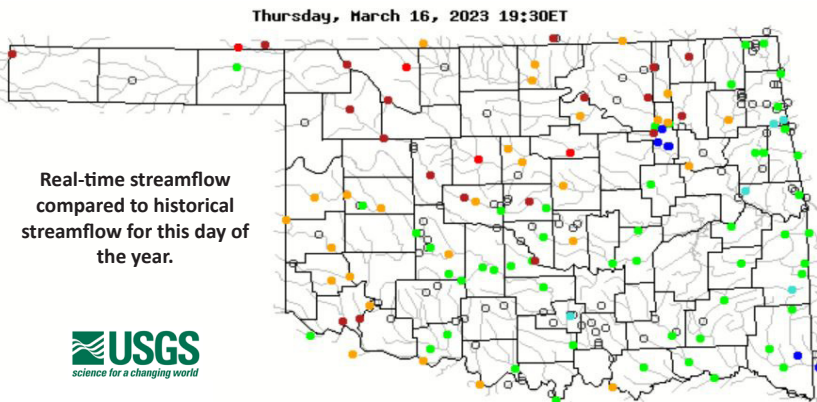 Thursday, March 16, 2023 19:30ET
Real-time streamflow
compared to historical
streamflow for this day of
the year.
USGS
science for a changing world